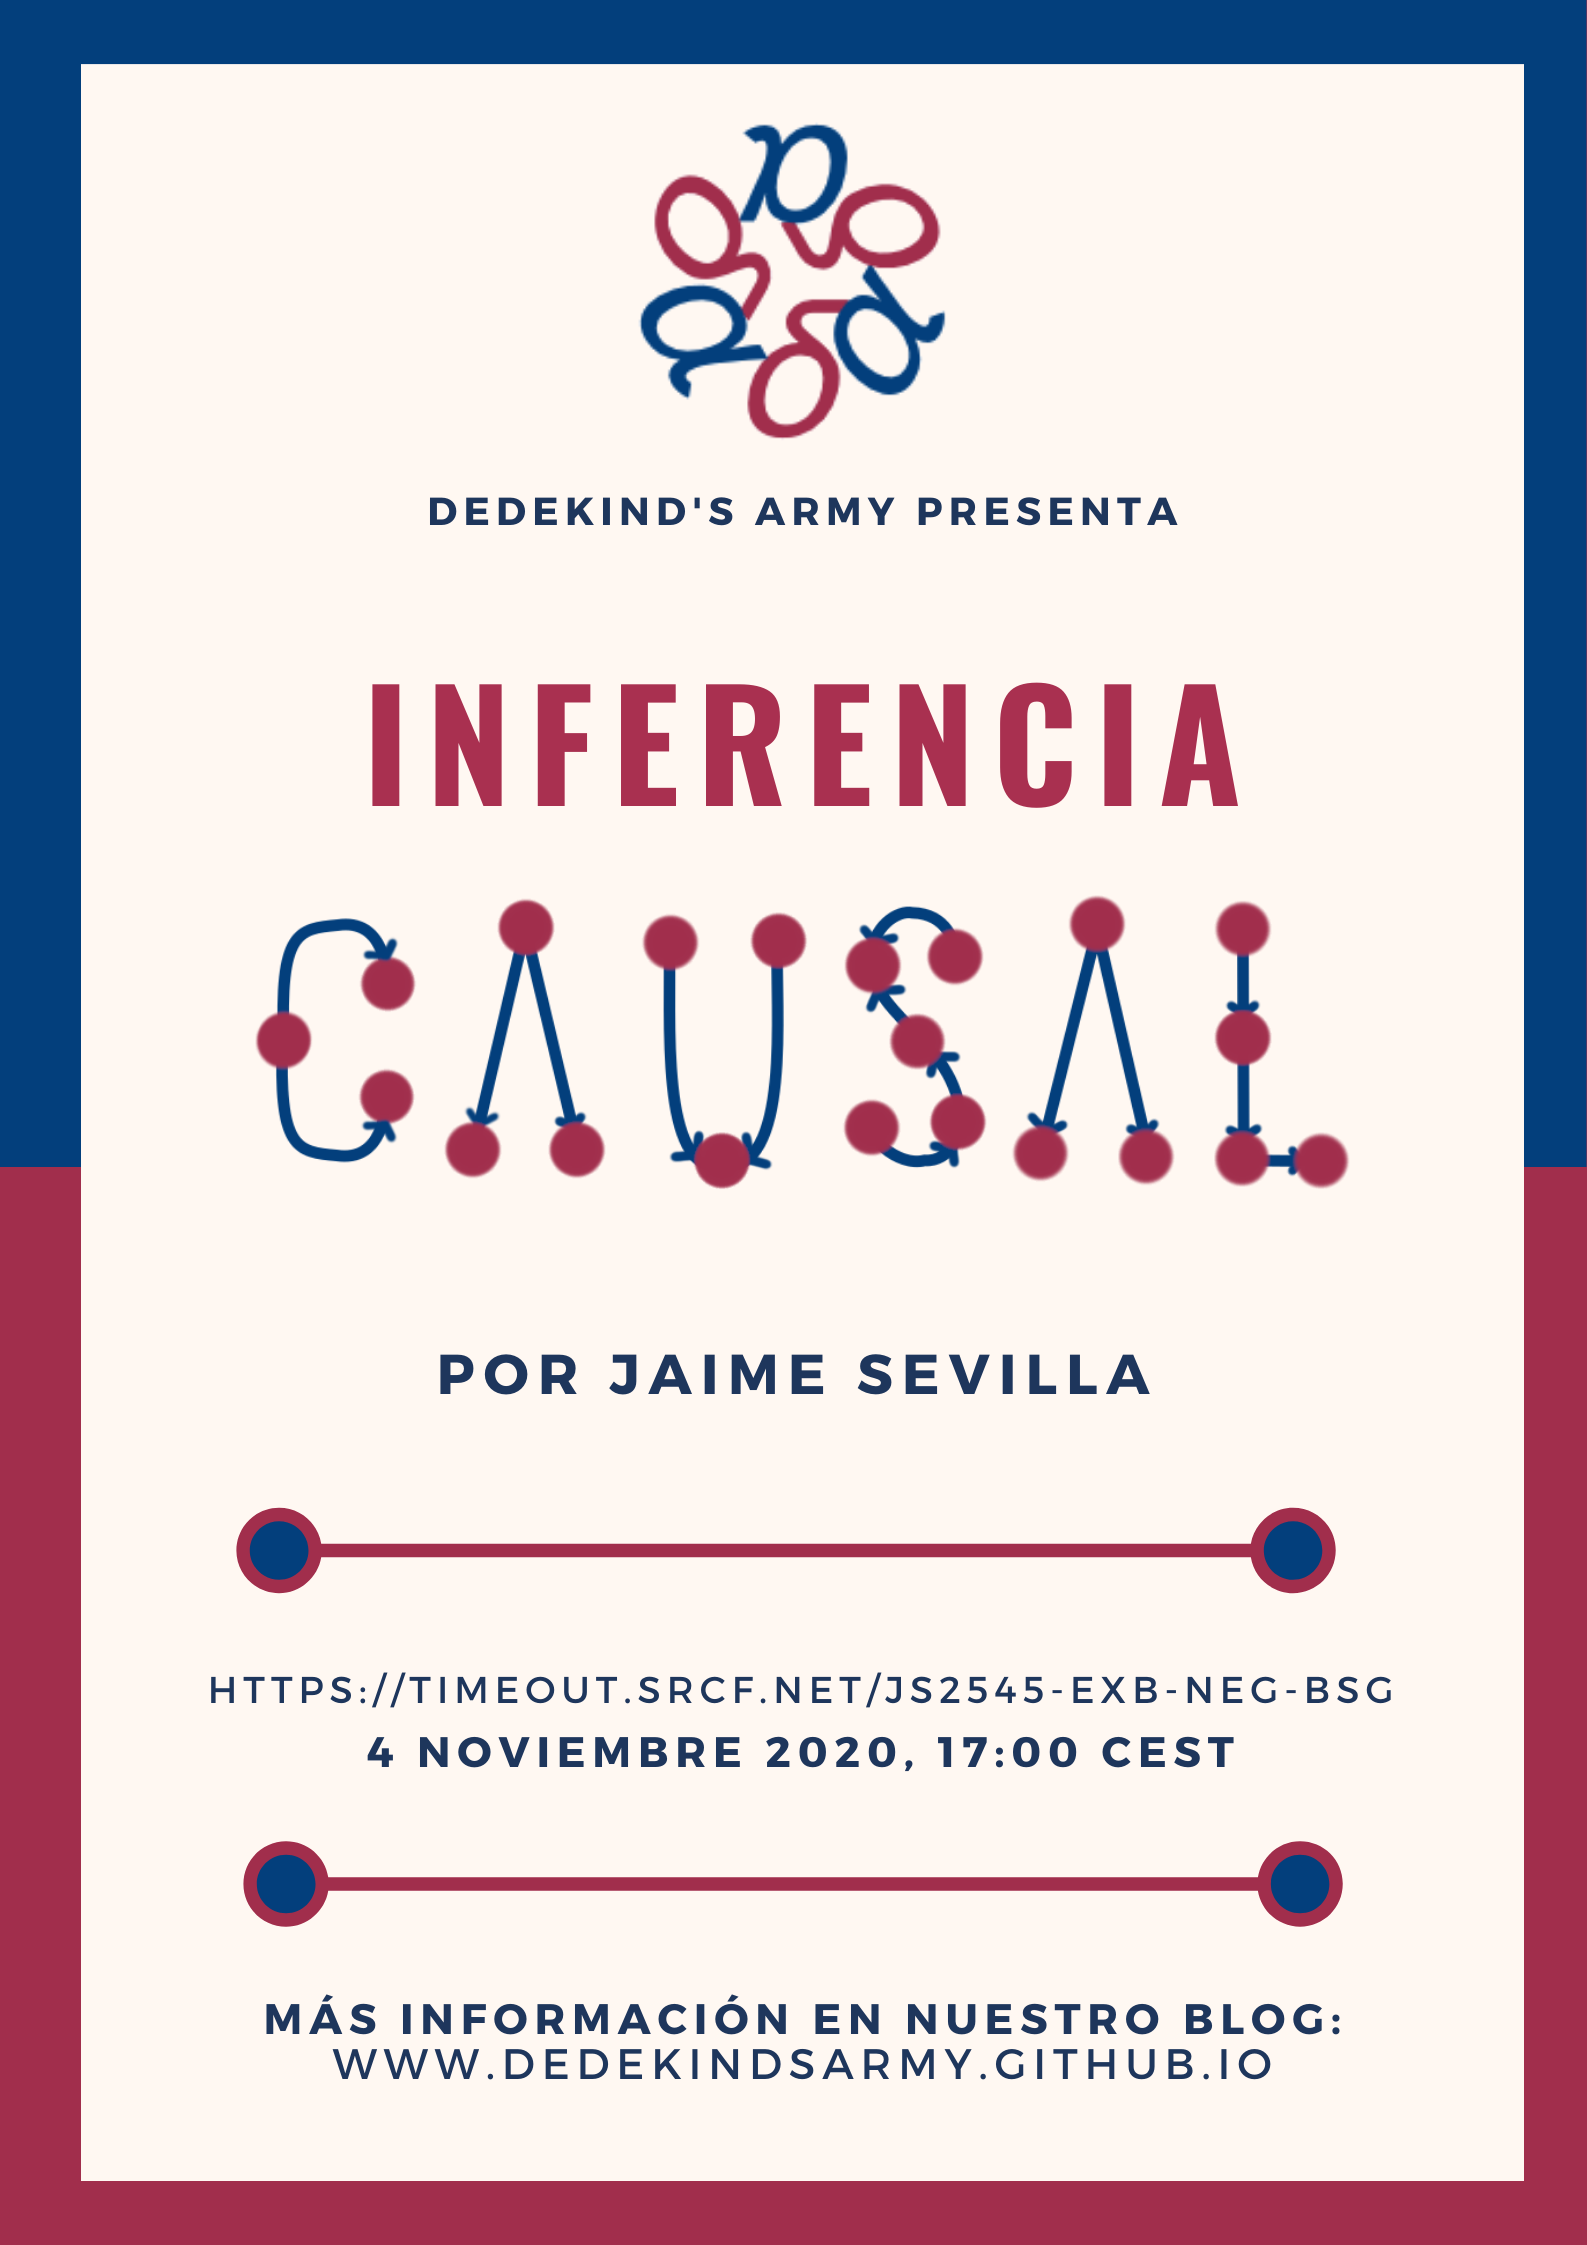 DEDEKIND'S ARMY PRESENTA
INFERENCIA
CAUSAL
POR JAIME SEVILLA
HTTPS://TIMEOUT.SRCF.NET/JS2545-EXB-NEG-BSG
4 NOVIEMBRE 2020, 17:00 CEST
MÁS INFORMACIÓN EN NUESTRO BLOG:
WWW.DEDEKINDSARMY.GITHUB.IO